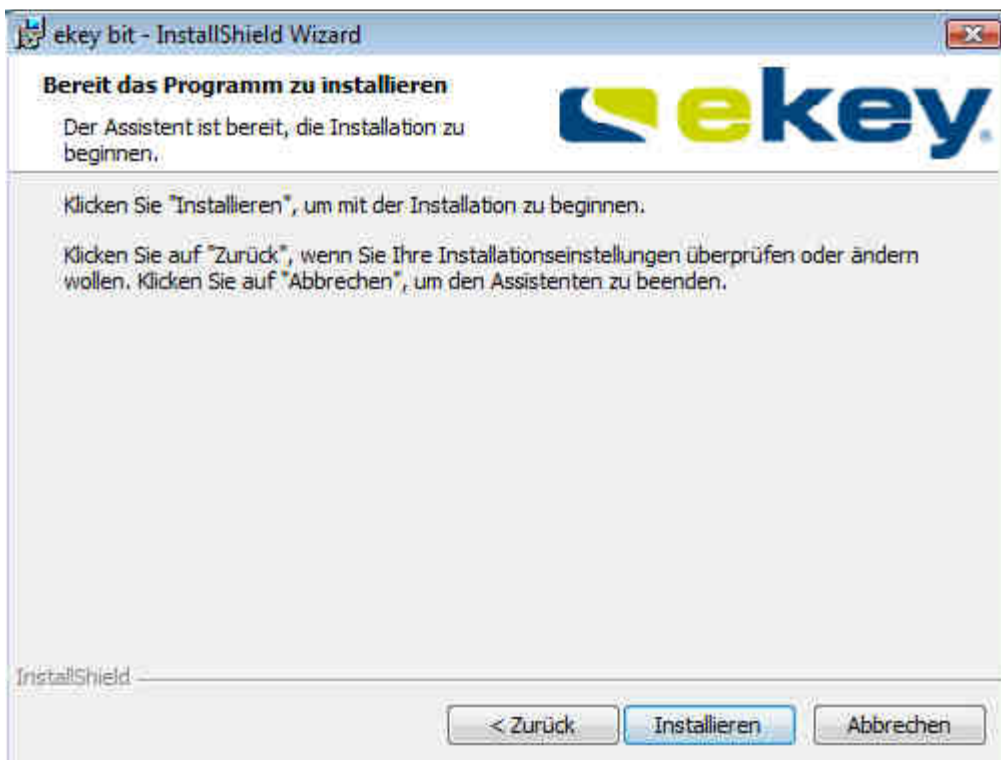 ekey bit - InstallShield Wizard
Bereit das Programm zu installieren
Der Assistent ist bereit, die Installation zu
beginnen.
ekey
Klicken Sie "Installieren", um mit der Installation zu beginnen.
Klicken Sie auf "Zurück", wenn Sie Ihre Installationseinstellungen überprüfen oder ändern
wollen. Klicken Sie auf "Abbrechen", um den Assistenten zu beenden.
InstallShield
< Zurück
Installieren
Abbrechen